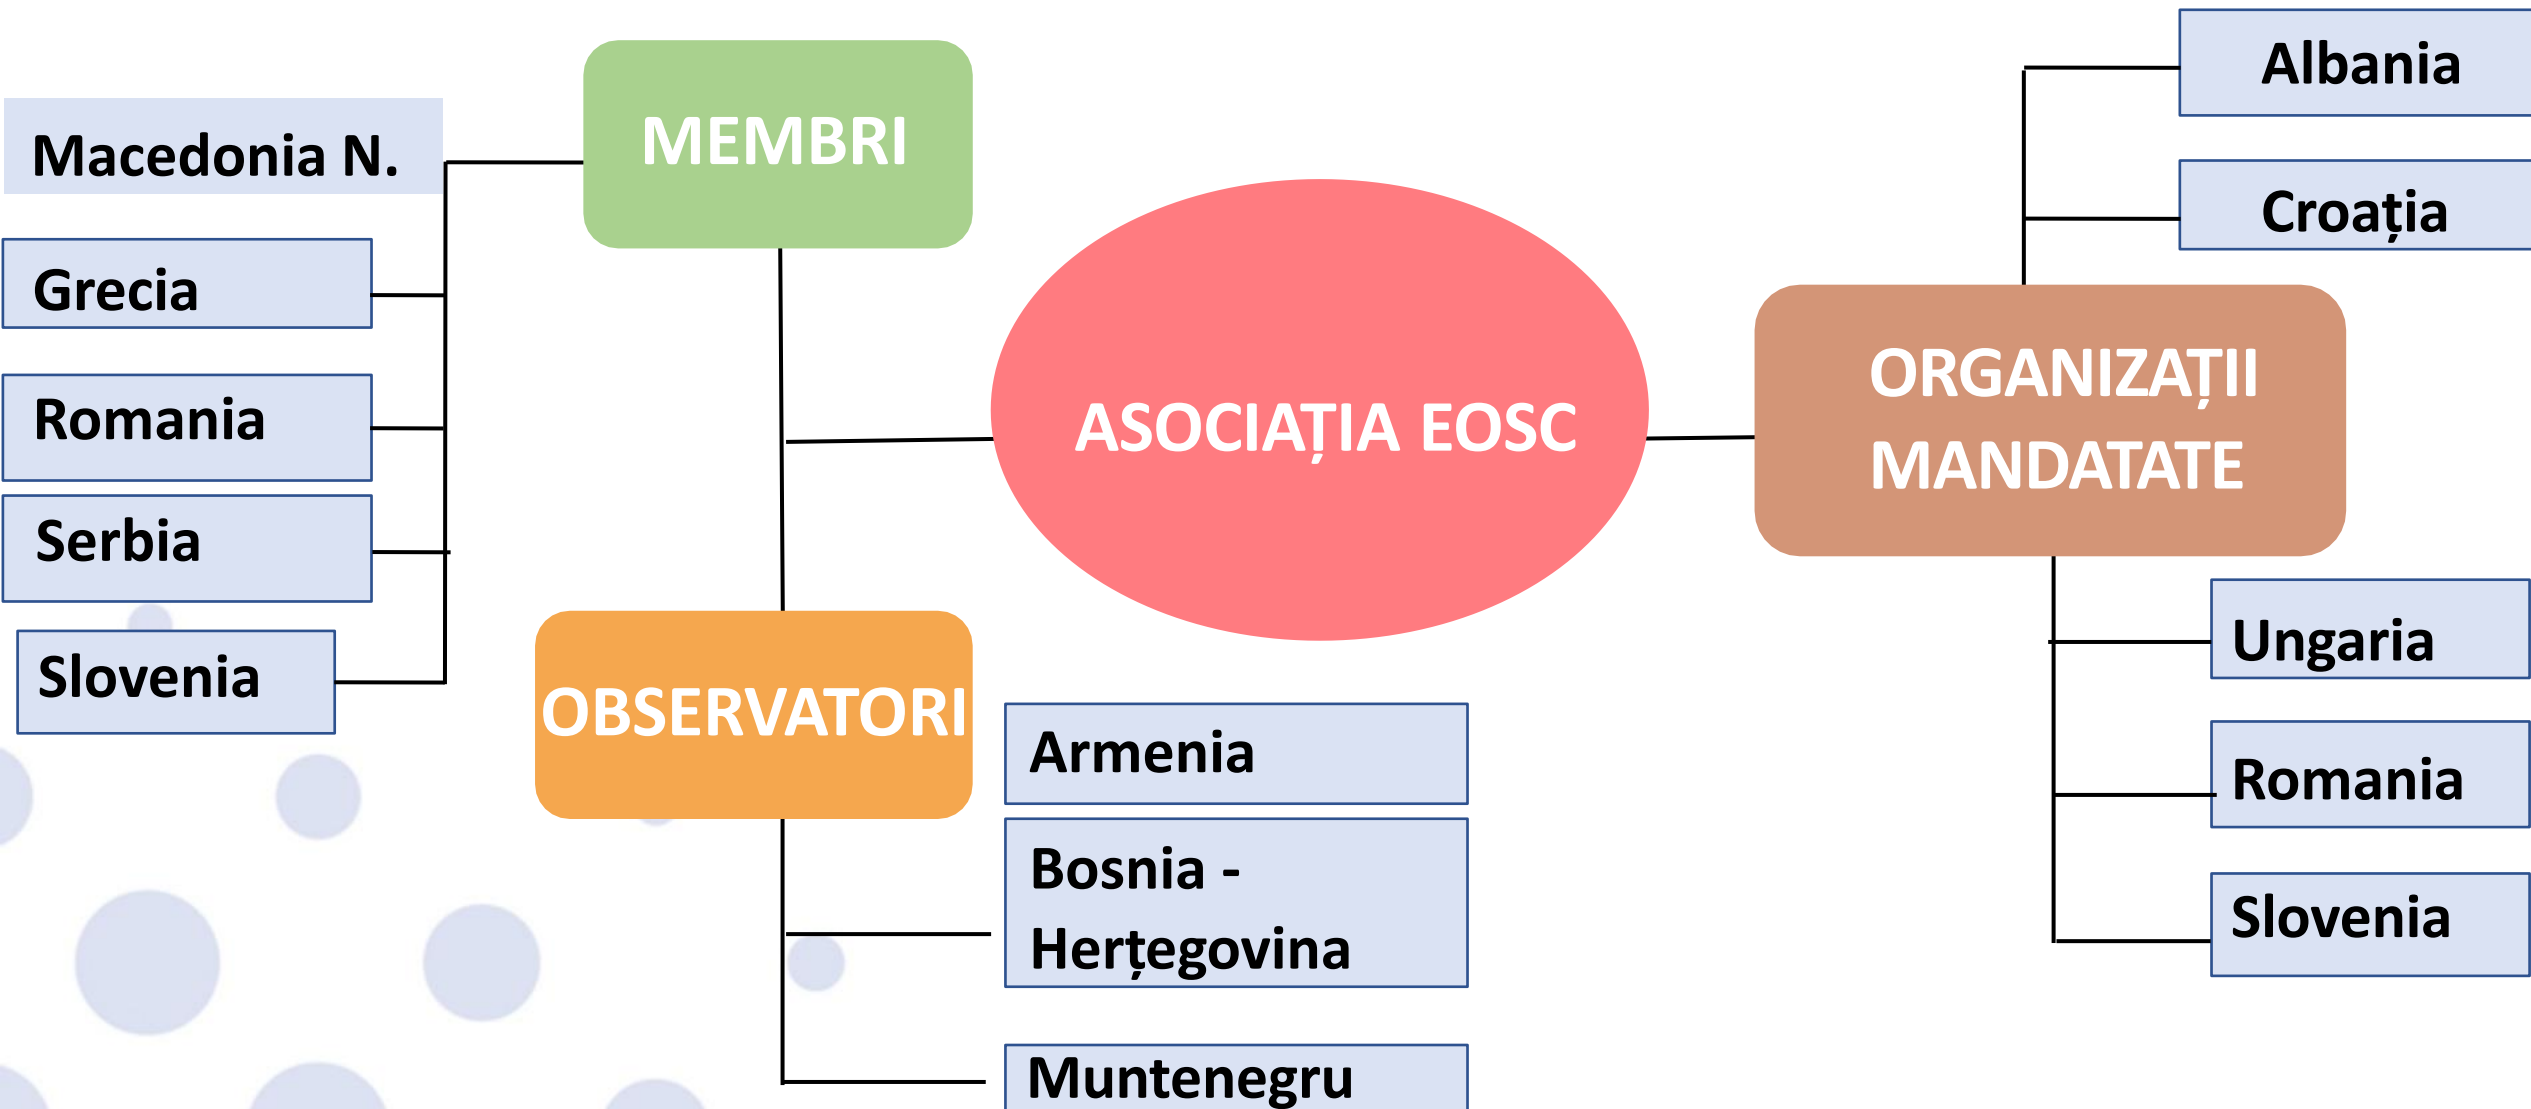 MEMBRI
Macedonia N.
Grecia
Romania
Serbia
Slovenia
ASOCIAȚIA EOSC
OBSERVATORI
Armenia
Bosnia -
Herțegovina
Muntenegru
Albania
Croația
ORGANIZAȚII
MANDATATE
Ungaria
Romania
Slovenia